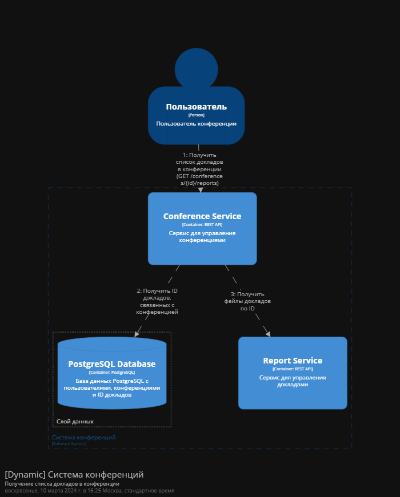 Пользователь
[Person]
Пользователь конференции
1: Получить
список докладов
в конференции
(GET /conference
s/{id}/reports)
Conference Service
[Container: REST API]
Сервис для управления
конференциями
2: Получить ID
докладов,
связанных с
конференцией
3: Получить
файлы докладов
по ID
PostgreSQL Database
[Container: PostgreSQL]
База данных PostgreSQL с
пользователями, конференциями
и ID докладов
Report Service
[Container: REST API]
Сервис для управления
докладами
Слой данных
Система конференций
[Software System]
[Dynamic] Система конференций
Получение списка докладов в конференции
воскресенье, 10 марта 2024 г. в 16:25 Москва, стандартное время